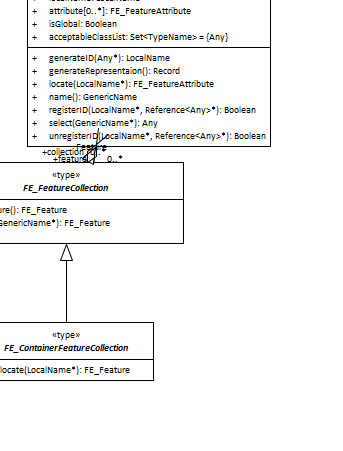 + attribute[0..*]: FE_FeatureAttribute
+ isGlobal: Boolean
+ acceptableClassList: Set<TypeName> = {Any}
+ generateID(Any*): LocalName
+ generateRepresentaion(): Record
+ locate(LocalName*): FE_FeatureAttribute
+ name(): GenericName
+ registerID(LocalName*, Reference<Any>*): Boolean
+ select(GenericName*): Any
+ unregisterID(LocalName*, Reference<Any>*): Boolean
+collection
+feature 0..*
«type»
FE_FeatureCollection
ure(): FE_Feature
GenericName*): FE_Feature
«type»
FE_ContainerFeatureCollection
locate(LocalName*): FE_Feature